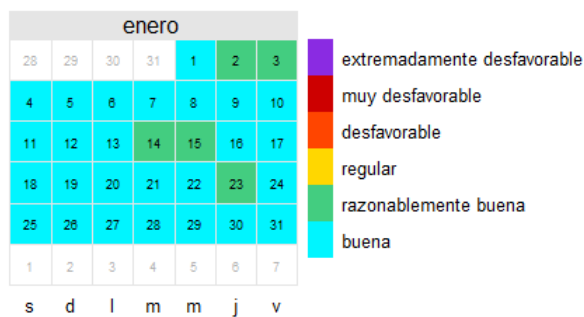 enero
28 29 30 31 1 2 3
4 5 6 7 8 9 10
11 12 13 14 15 16 17
18 19 20 21 22 23 24
25 26 27 28 29 30 31
1 2 3 4 5 6 7
s d l m m j v
extremadamente desfavorable
muy desfavorable
desfavorable
regular
razonablemente buena
buena